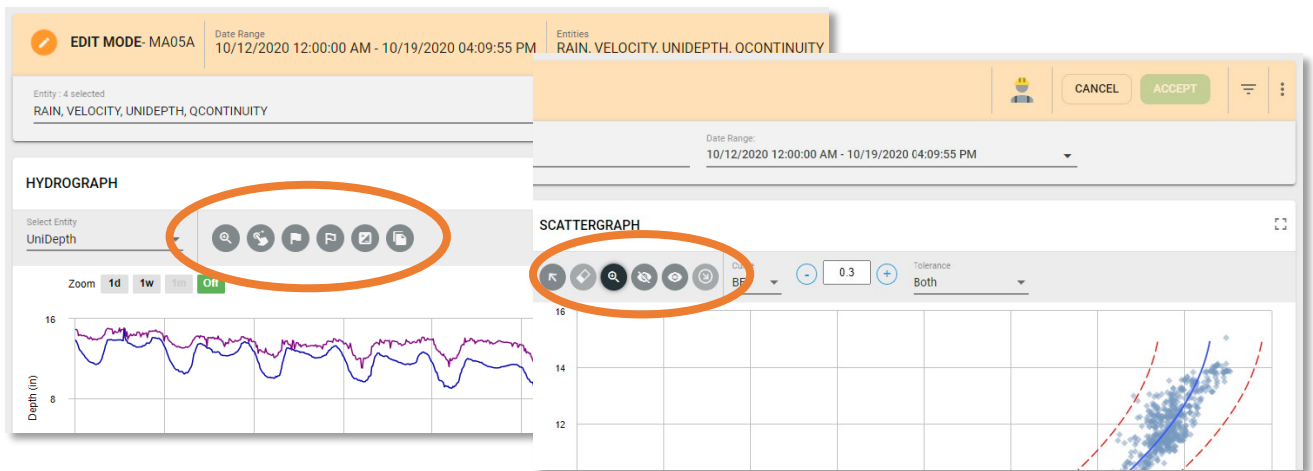 EDIT MODE- MA05A
Date Range
10/12/2020 12:00:00 AM - 10/19/2020 04:09:55 PM
Entities
RAIN, VELOCITY, UNIDEPTH, QCONTINUITY
Entity : 4 selected
RAIN, VELOCITY, UNIDEPTH, QCONTINUITY
HYDROGRAPH
Select Entity
UniDepth
Zoom 1d 1w 1m Off
16
8
Depth (in)
CANCEL ACCEPT
Date Range:
10/12/2020 12:00:00 AM - 10/19/2020 04:09:55 PM
SCATTERGRAPH
- 0.3 +
Tolerance
Both
16
14
12